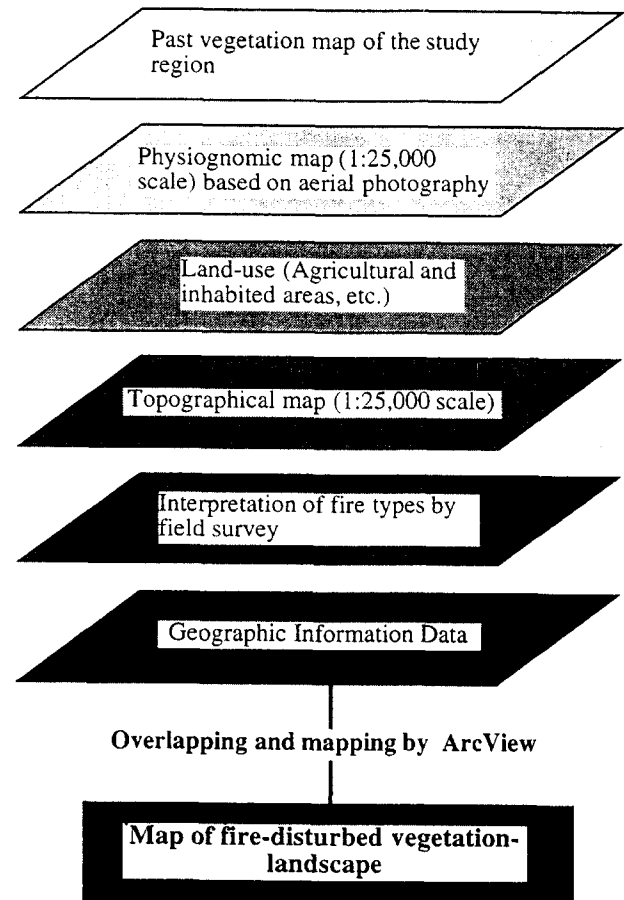 Past vegetation map of the study
region
Physiognomic map (1:25,000
scale) based on aerial photography
Land-use (Agricultural and
inhabited areas, etc.)
Topographical map (1:25,000 scale)
Interpretation of fire types by
field survey
Geographic Information Data
Overlapping and mapping by ArcView
Map of fire-disturbed vegetation-
landscape